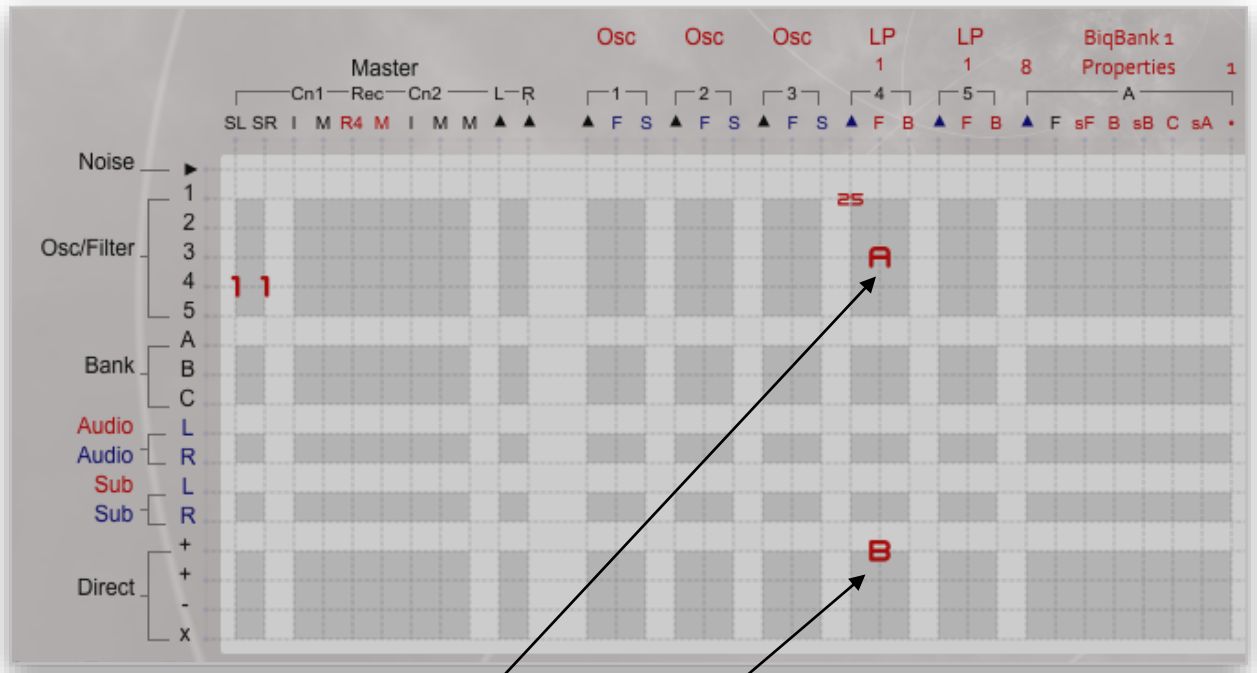 Osc Osc Osc LP LP BiqBank 1
Master 1 1 8 Properties 1
Cn1 Rec Cn2 L R 1 2 3 4 5 A
SL SR I M R4 M I M M ▲ ▲ ▲ F S ▲ F S ▲ F S ▲ F B ▲ F B ▲ F sF B sB C sA •
Noise ►
1 25
2
Osc/Filter 3 A
4 1 1
5
A
Bank B
C
Audio L
Audio R
Sub L
Sub R
+ B
+
Direct -
X